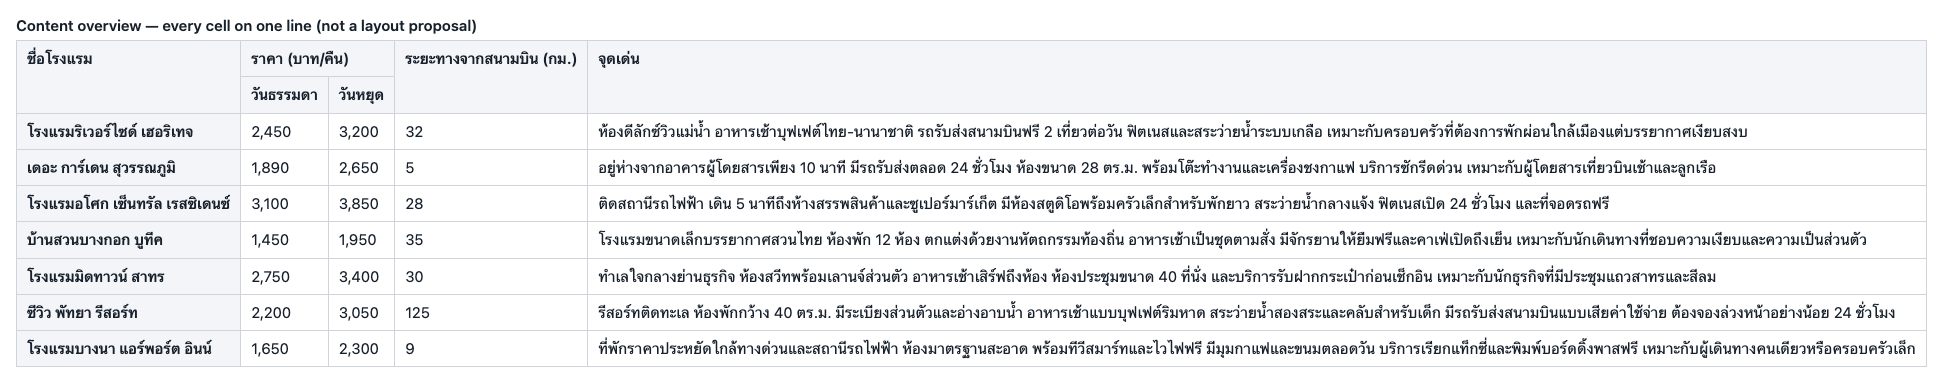 Content overview — every cell on one line (not a layout proposal)
ชื่อโรงแรม ราคา (บาท/คืน) ระยะทางจากสนามบิน (กม.) จุดเด่น
วันธรรมดา วันหยุด
โรงแรมริเวอร์ไซด์ เฮอริเทจ 2,450 3,200 32 ห้องดีลักซ์วิวแม่น้ำ อาหารเช้าบุฟเฟต์ไทย-นานาชาติ รถรับส่งสนามบินฟรี 2 เที่ยวต่อวัน ฟิตเนสและสระว่ายน้ำระบบเกลือ เหมาะกับครอบครัวที่ต้องการพักผ่อนใกล้เมืองแต่บรรยากาศเงียบสงบ
เดอะ การ์เดน สุวรรณภูมิ 1,890 2,650 5 อยู่ห่างจากอาคารผู้โดยสารเพียง 10 นาที มีรถรับส่งตลอด 24 ชั่วโมง ห้องขนาด 28 ตร.ม. พร้อมโต๊ะทำงานและเครื่องชงกาแฟ บริการซักรีดด่วน เหมาะกับผู้โดยสารเที่ยวบินเช้าและลูกเรือ
โรงแรมอโศก เซ็นทรัล เรสซิเดนซ์ 3,100 3,850 28 ติดสถานีรถไฟฟ้า เดิน 5 นาทีถึงห้างสรรพสินค้าและซูเปอร์มาร์เก็ต มีห้องสตูดิโอพร้อมครัวเล็กสำหรับพักยาว สระว่ายน้ำกลางแจ้ง ฟิตเนสเปิด 24 ชั่วโมง และที่จอดรถฟรี
บ้านสวนบางกอก บูทีค 1,450 1,950 35 โรงแรมขนาดเล็กบรรยากาศสวนไทย ห้องพัก 12 ห้อง ตกแต่งด้วยงานหัตถกรรมท้องถิ่น อาหารเช้าเป็นชุดตามสั่ง มีจักรยานให้ยืมฟรีและคาเฟ่เปิดถึงเย็น เหมาะกับนักเดินทางที่ชอบความเงียบและความเป็นส่วนตัว
โรงแรมมิดทาวน์ สาทร 2,750 3,400 30 ทำเลใจกลางย่านธุรกิจ ห้องสวีทพร้อมเลานจ์ส่วนตัว อาหารเช้าเสิร์ฟถึงห้อง ห้องประชุมขนาด 40 ที่นั่ง และบริการรับฝากกระเป๋าก่อนเช็กอิน เหมาะกับนักธุรกิจที่มีประชุมแถวสาทรและสีลม
ซีวิว พัทยา รีสอร์ท 2,200 3,050 125 รีสอร์ทติดทะเล ห้องพักกว้าง 40 ตร.ม. มีระเบียงส่วนตัวและอ่างอาบน้ำ อาหารเช้าแบบบุฟเฟต์ริมหาด สระว่ายน้ำสองสระและคลับสำหรับเด็ก มีรถรับส่งสนามบินแบบเสียค่าใช้จ่าย ต้องจองล่วงหน้าอย่างน้อย 24 ชั่วโมง
โรงแรมบางนา แอร์พอร์ต อินน์ 1,650 2,300 9 ที่พักราคาประหยัดใกล้ทางด่วนและสถานีรถไฟฟ้า ห้องมาตรฐานสะอาด พร้อมทีวีสมาร์ทและไวไฟฟรี มีมุมกาแฟและขนมตลอดวัน บริการเรียกแท็กซี่และพิมพ์บอร์ดดิ้งพาสฟรี เหมาะกับผู้เดินทางคนเดียวหรือครอบครัวเล็ก